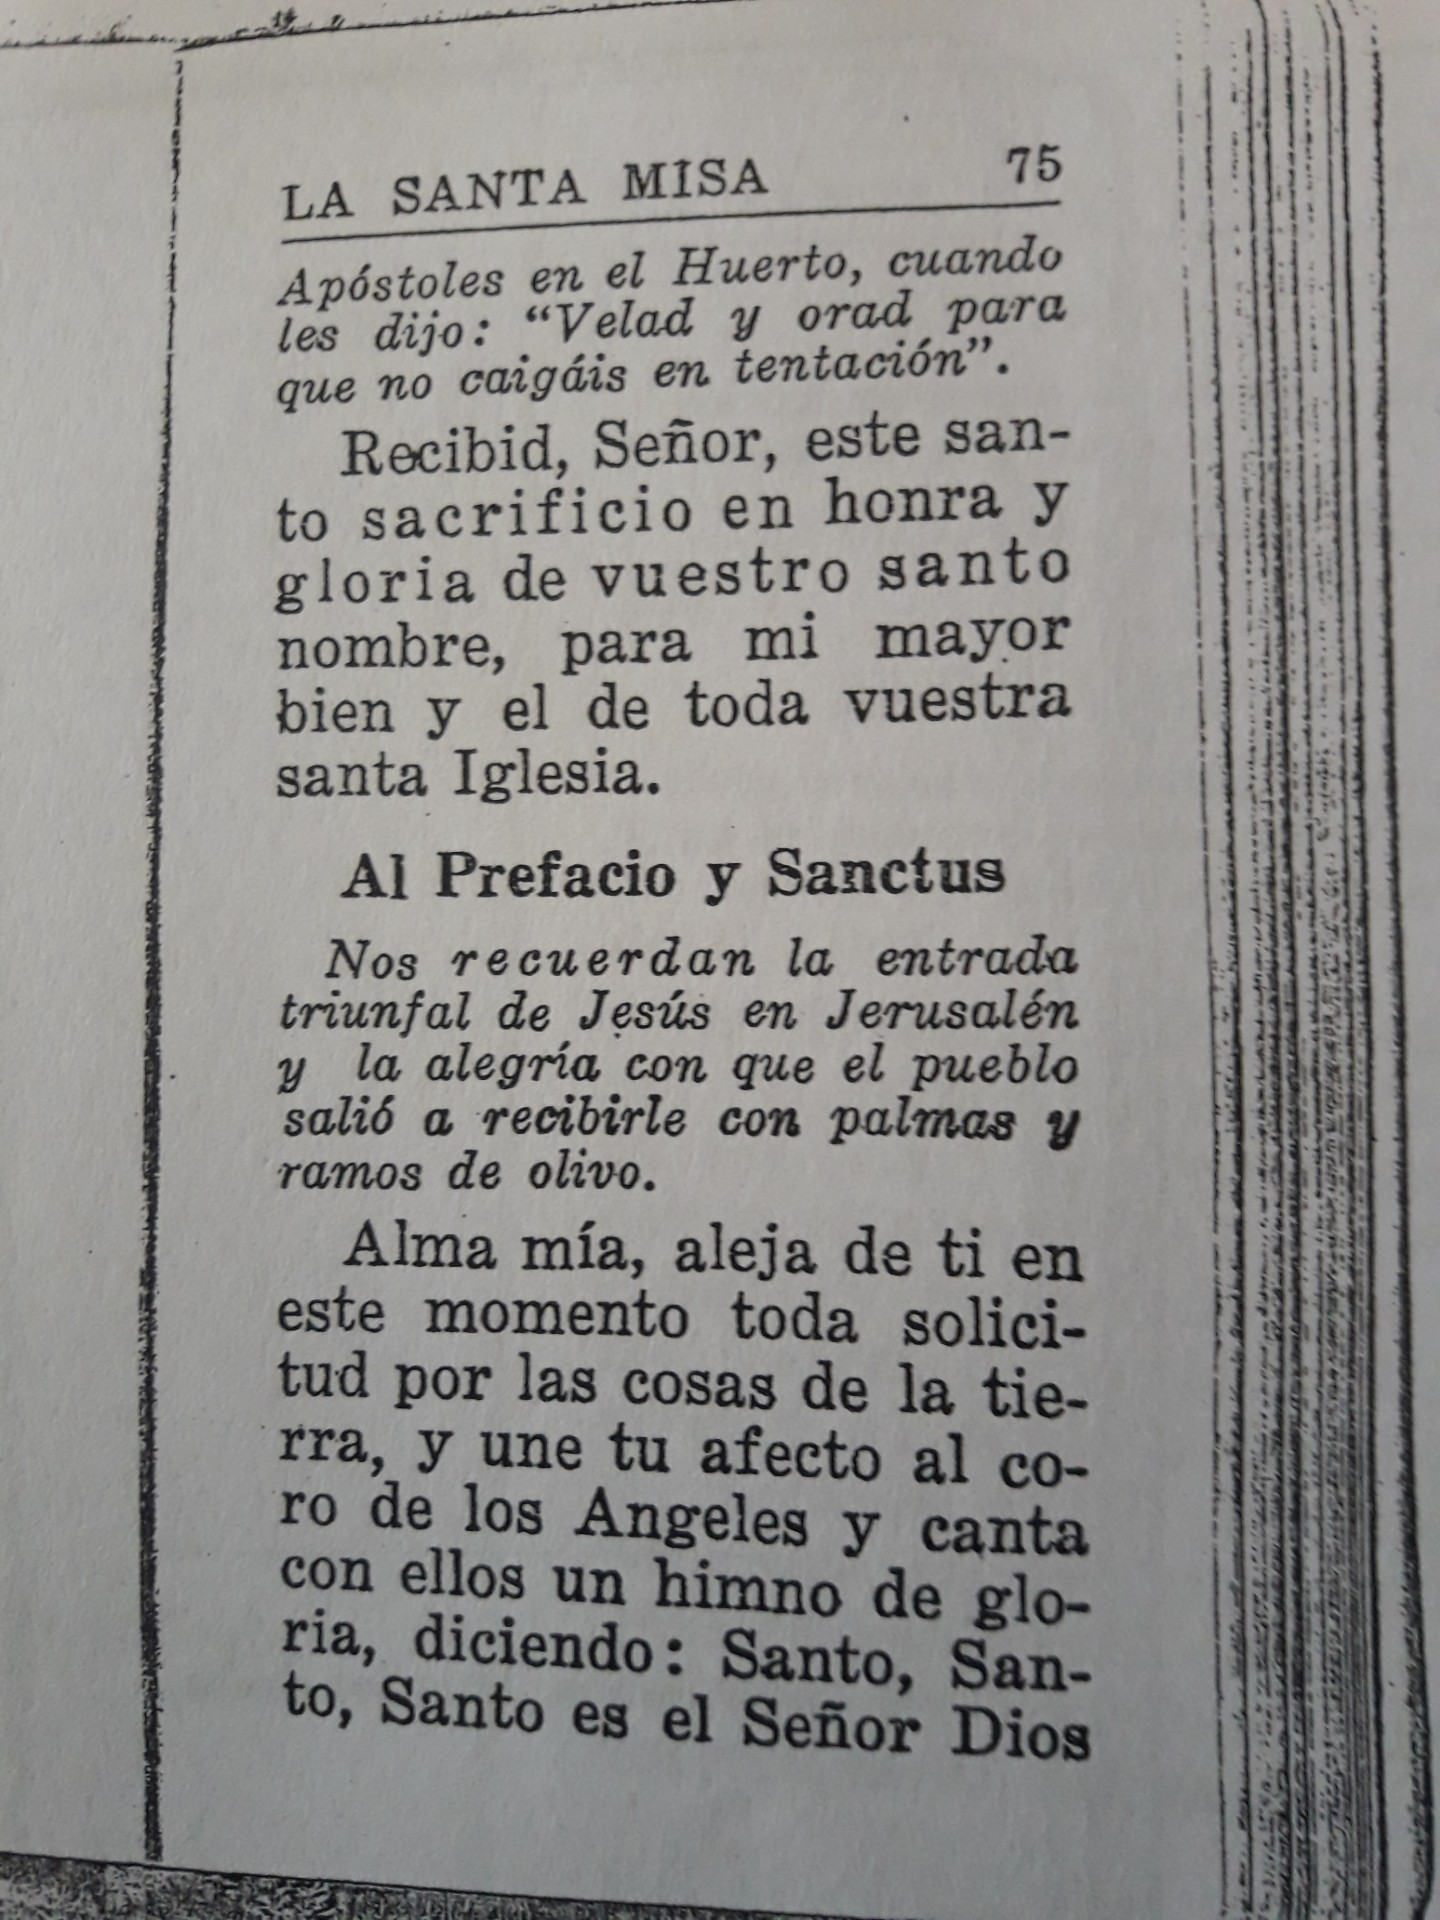 LA SANTA MISA 75
Apóstoles en el Huerto, cuando
les dijo: “Velad y orad para
que no caigáis en tentación”.
Recibid, Señor, este san-
to sacrificio en honra y
gloria de vuestro santo
nombre, para mi mayor
bien y el de toda vuestra
santa Iglesia.
Al Prefacio y Sanctus
Nos recuerdan la entrada
triunfal de Jesús en Jerusalén
y la alegría con que el pueblo
salió a recibirle con palmas y
ramos de olivo.
Alma mía, aleja de ti en
este momento toda solici-
tud por las cosas de la tie-
rra, y une tu afecto al co-
ro de los Angeles y canta
con ellos un himno de glo-
ria, diciendo: Santo, San-
to, Santo es el Señor Dios